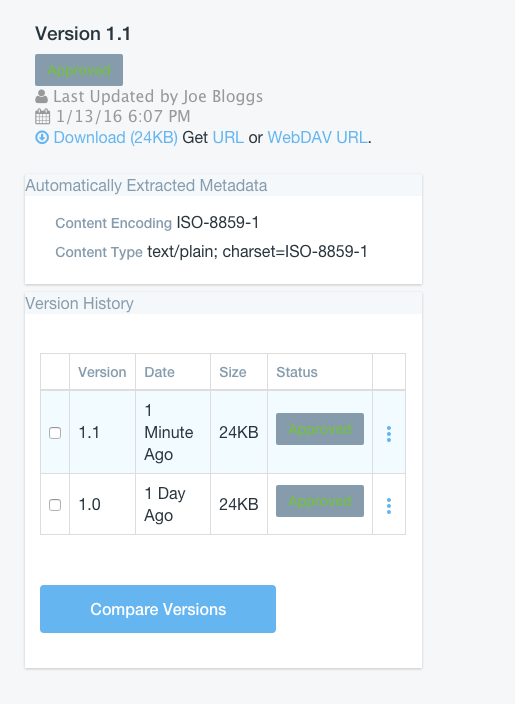 Version 1.1
Approved
Last Updated by Joe Bloggs
1/13/16 6:07 PM
Download (24KB) Get URL or WebDAV URL.
Automatically Extracted Metadata
Content Encoding ISO-8859-1
Content Type text/plain; charset=ISO-8859-1
Version History
Version Date Size Status
1.1 1 Minute Ago 24KB Approved
1.0 1 Day Ago 24KB Approved
Compare Versions